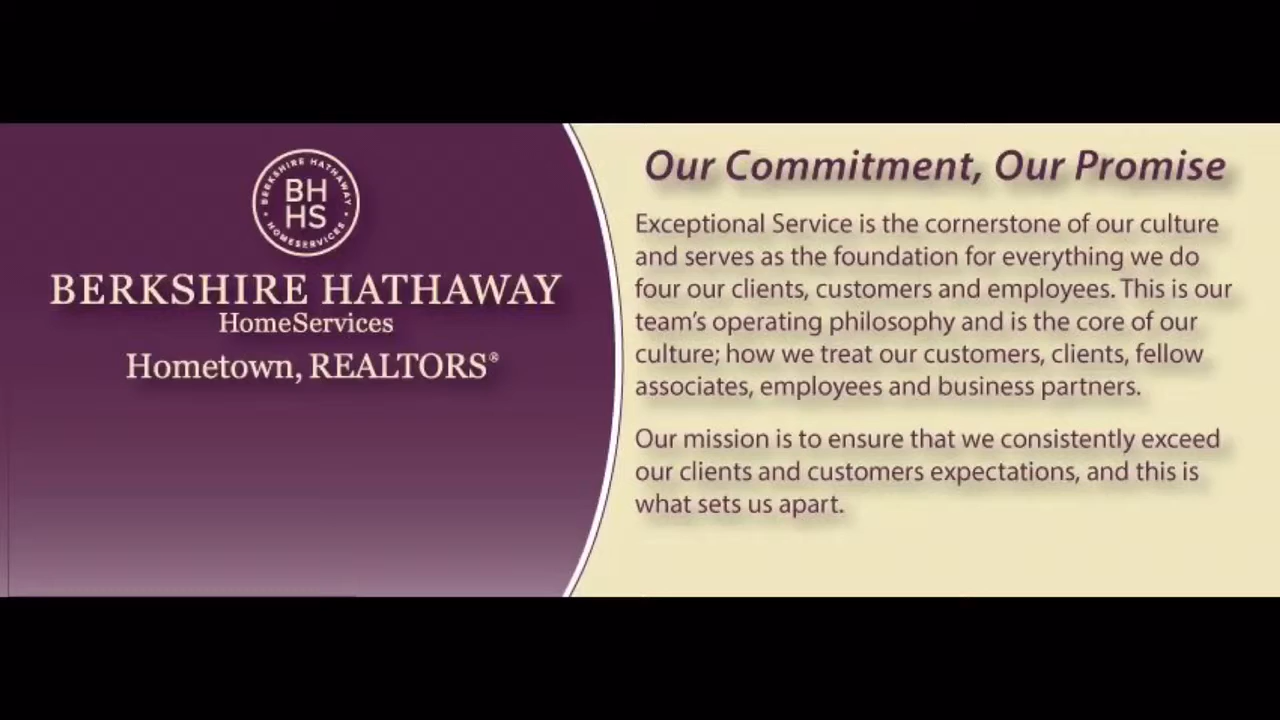 BERKSHIRE HATHAWAY
HOMESERVICES
BH
HS
BERKSHIRE HATHAWAY
HomeServices
Hometown, REALTORS®
Our Commitment, Our Promise
Exceptional Service is the cornerstone of our culture
and serves as the foundation for everything we do
four our clients, customers and employees. This is our
team's operating philosophy and is the core of our
culture; how we treat our customers, clients, fellow
associates, employees and business partners.
Our mission is to ensure that we consistently exceed
our clients and customers expectations, and this is
what sets us apart.